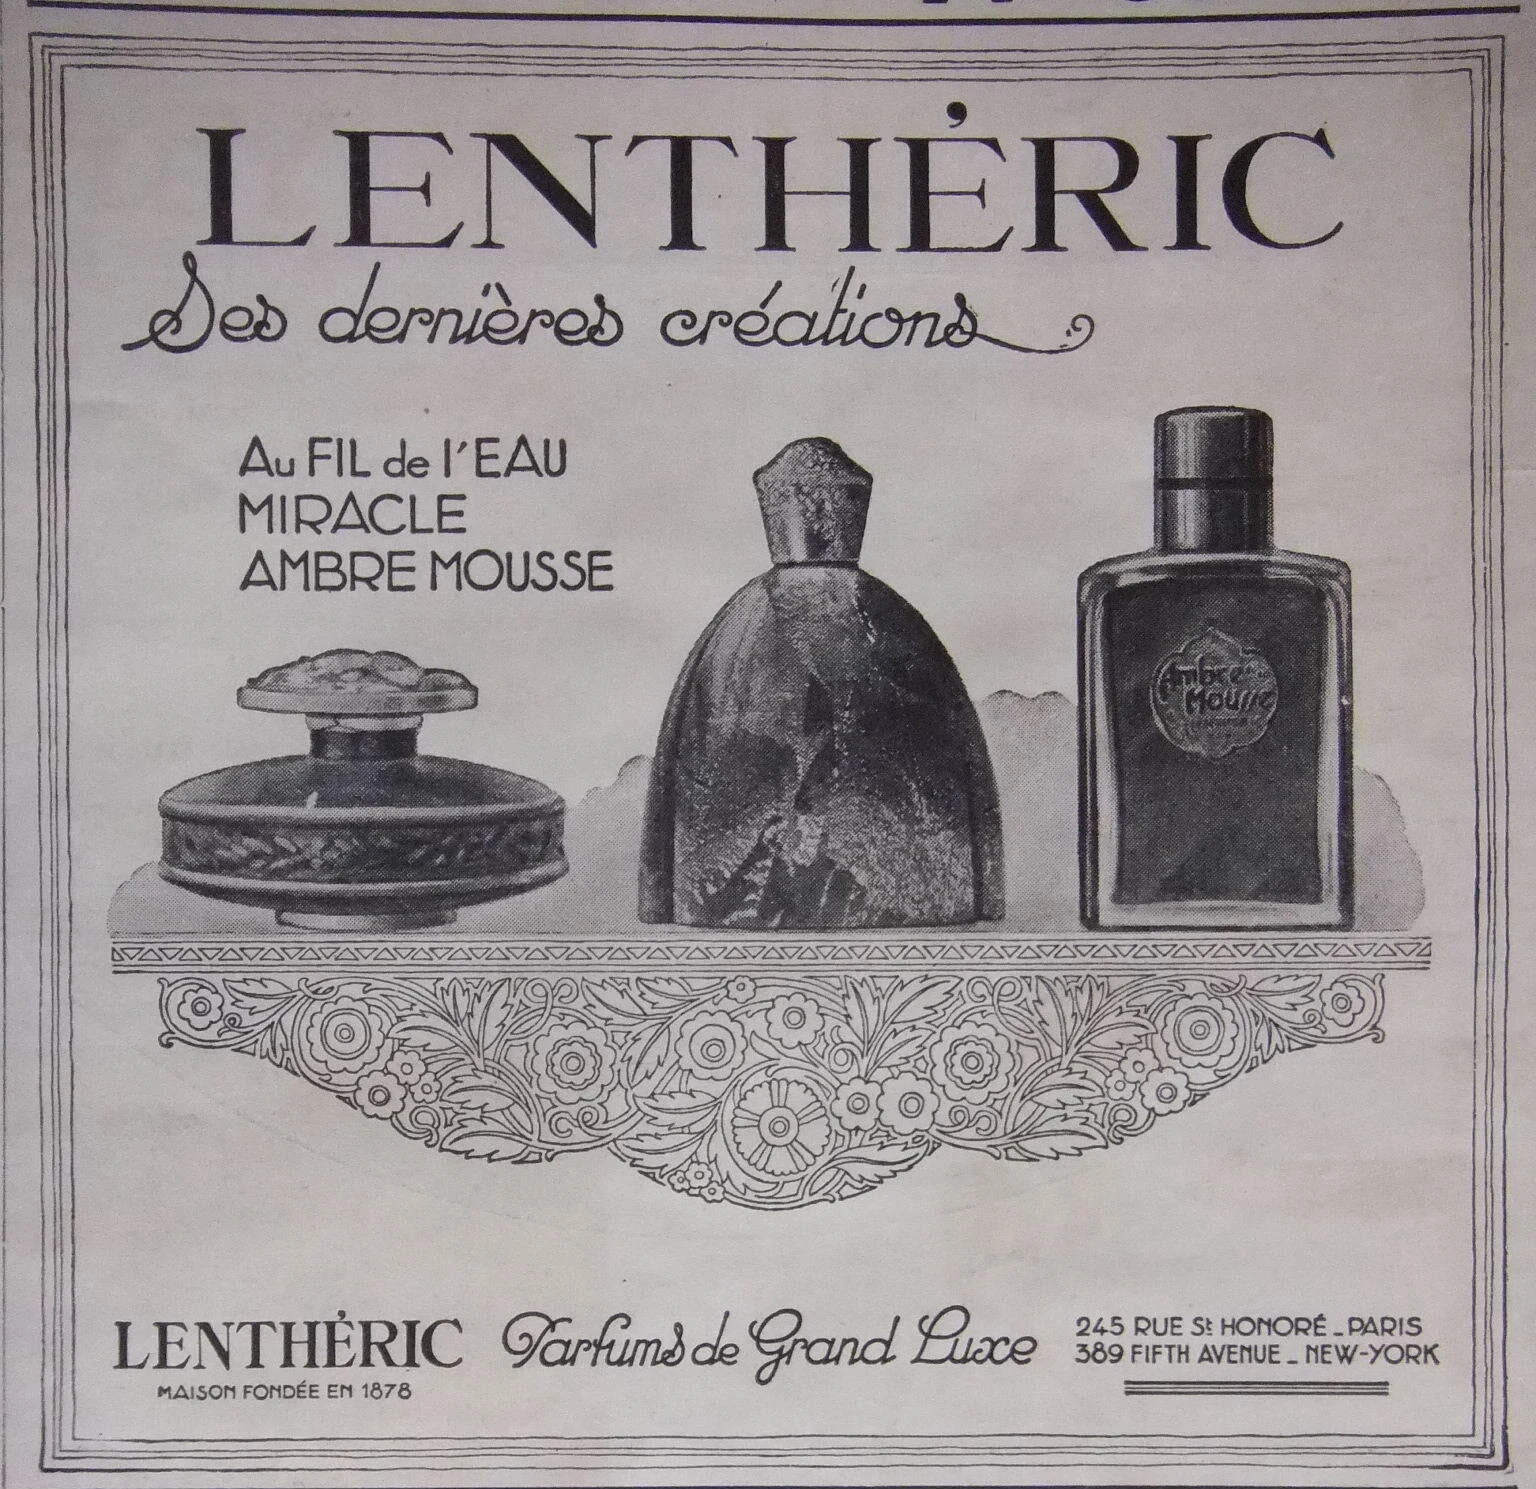 LENTHÉRIC
Ses dernières créations
Au FIL de l'EAU
MIRACLE
AMBRE MOUSSE
Ambre
Mousse
LENTHÉRIC Parfums de Grand Luxe
MAISON FONDÉE EN 1878
245 RUE St HONORÉ _ PARIS
389 FIFTH AVENUE _ NEW-YORK